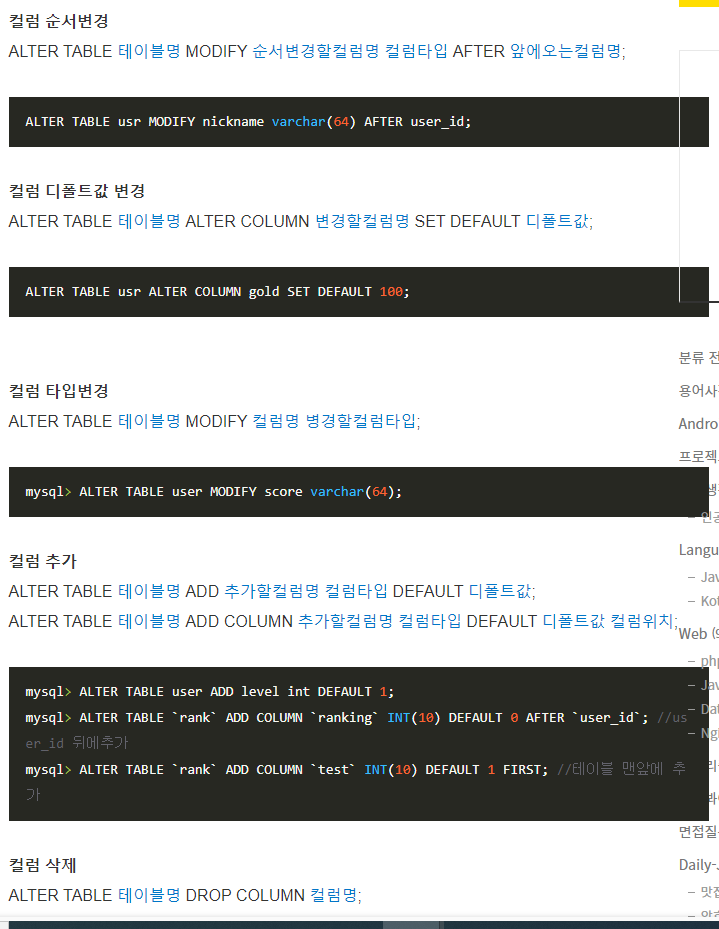 컬럼 순서변경
ALTER TABLE 테이블명 MODIFY 순서변경할컬럼명 컬럼타입 AFTER 앞에오는컬럼명;
ALTER TABLE usr MODIFY nickname varchar(64) AFTER user_id;
컬럼 디폴트값 변경
ALTER TABLE 테이블명 ALTER COLUMN 변경할컬럼명 SET DEFAULT 디폴트값;
ALTER TABLE usr ALTER COLUMN gold SET DEFAULT 100;
컬럼 타입변경
ALTER TABLE 테이블명 MODIFY 컬럼명 병경할컬럼타입;
mysql> ALTER TABLE user MODIFY score varchar(64);
컬럼 추가
ALTER TABLE 테이블명 ADD 추가할컬럼명 컬럼타입 DEFAULT 디폴트값;
ALTER TABLE 테이블명 ADD COLUMN 추가할컬럼명 컬럼타입 DEFAULT 디폴트값 컬럼위치;
mysql> ALTER TABLE user ADD level int DEFAULT 1;
mysql> ALTER TABLE `rank` ADD COLUMN `ranking` INT(10) DEFAULT 0 AFTER `user_id`; //us
er_id 뒤에추가
mysql> ALTER TABLE `rank` ADD COLUMN `test` INT(10) DEFAULT 1 FIRST; //테이블 맨앞에 추
가
컬럼 삭제
ALTER TABLE 테이블명 DROP COLUMN 컬럼명;
분류 전
용어사
Andro
프로젝
Langu
– Jav
– Kot
Web (9
– php
– Jav
– Dat
– Ngi
면접질
Daily-
– 맛집